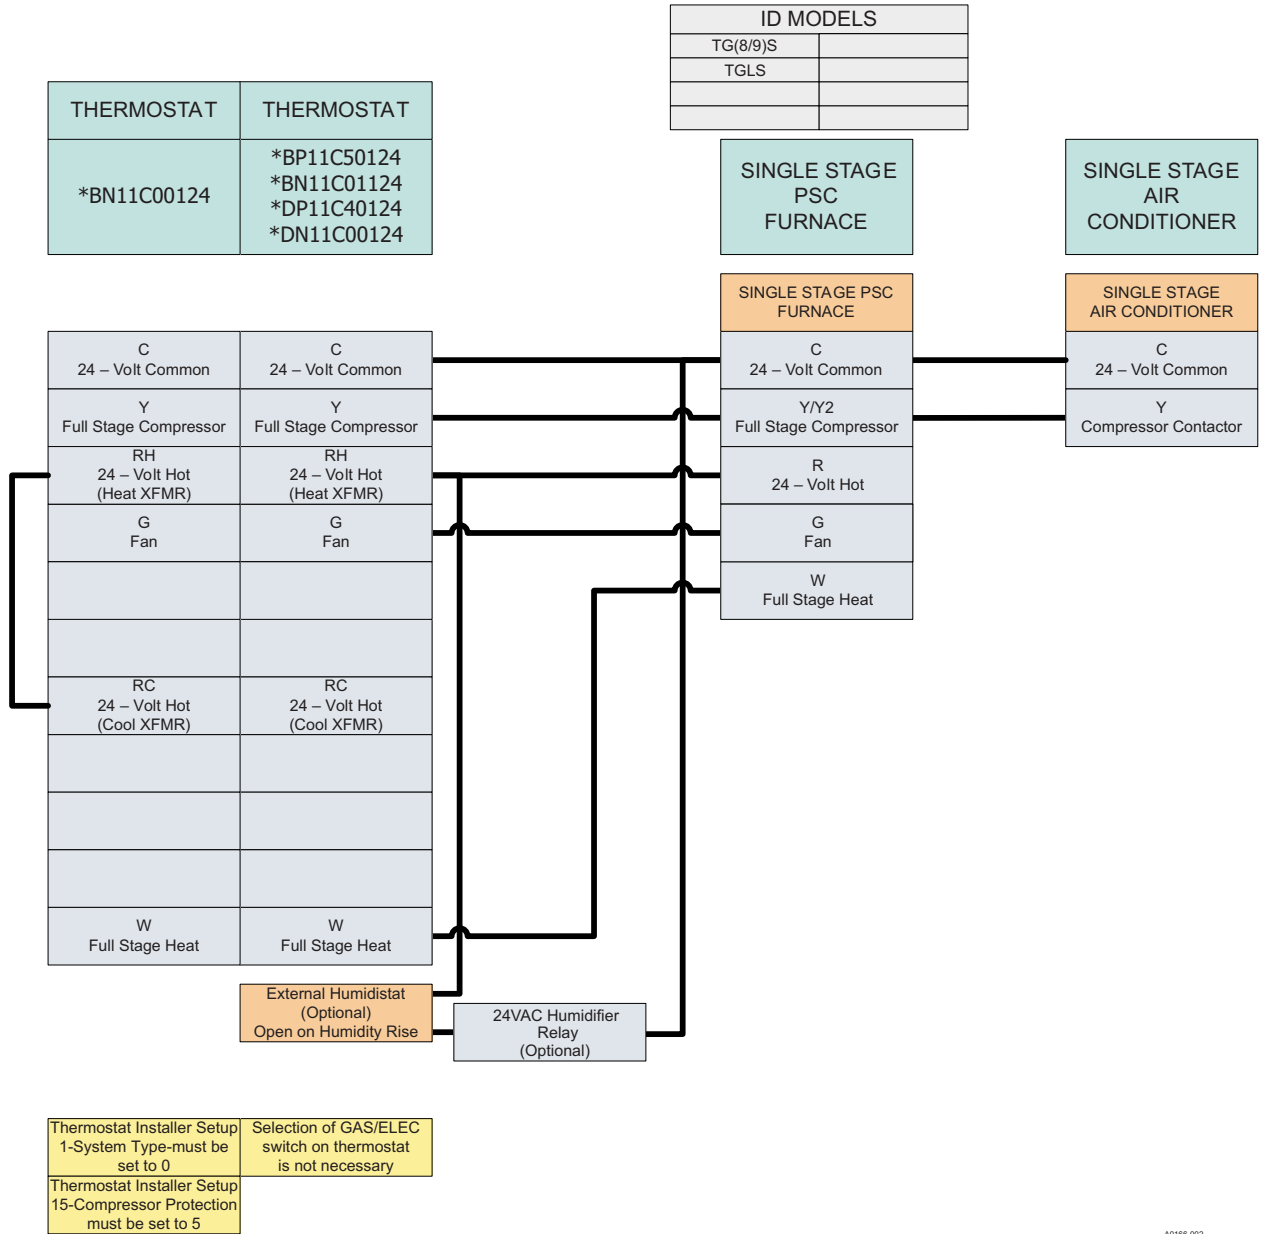 ID MODELS
TG(8/9)S
TGLS
THERMOSTAT
THERMOSTAT
*BN11C00124
*BP11C50124
*BN11C01124
*DP11C40124
*DN11C00124
SINGLE STAGE
PSC
FURNACE
SINGLE STAGE
AIR
CONDITIONER
SINGLE STAGE PSC
FURNACE
SINGLE STAGE
AIR CONDITIONER
C
24 – Volt Common
C
24 – Volt Common
C
24 – Volt Common
C
24 – Volt Common
Y
Full Stage Compressor
Y
Full Stage Compressor
Y/Y2
Full Stage Compressor
Y
Compressor Contactor
RH
24 – Volt Hot
(Heat XFMR)
RH
24 – Volt Hot
(Heat XFMR)
R
24 – Volt Hot
G
Fan
G
Fan
G
Fan
W
Full Stage Heat
RC
24 – Volt Hot
(Cool XFMR)
RC
24 – Volt Hot
(Cool XFMR)
W
Full Stage Heat
W
Full Stage Heat
External Humidistat
(Optional)
Open on Humidity Rise
24VAC Humidifier
Relay
(Optional)
Thermostat Installer Setup
1-System Type-must be
set to 0
Selection of GAS/ELEC
switch on thermostat
is not necessary
Thermostat Installer Setup
15-Compressor Protection
must be set to 5